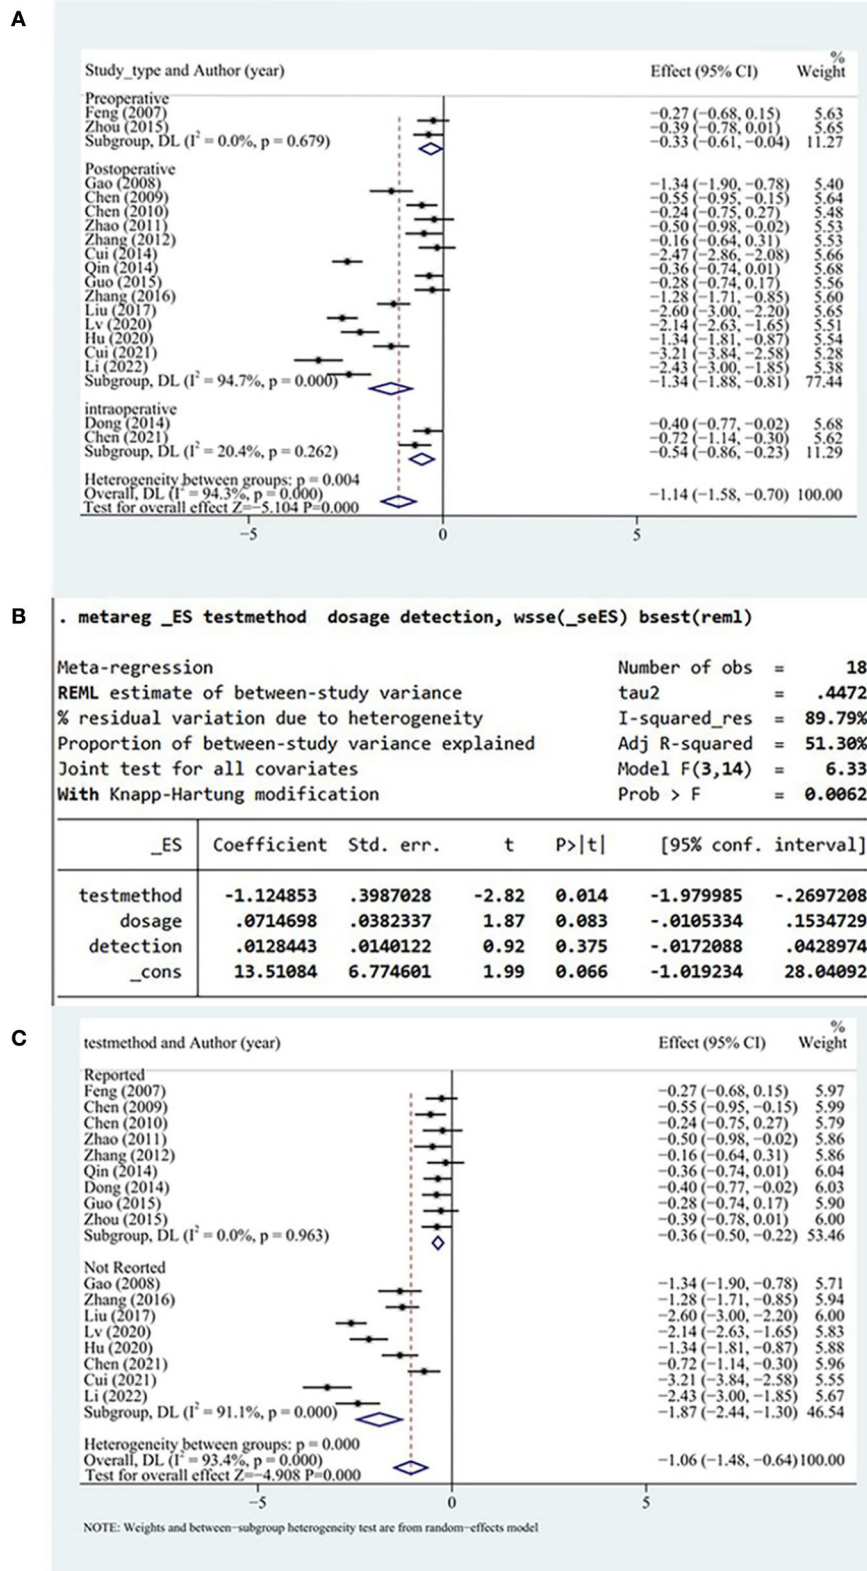 A
%
Study_type and Author (year) Effect (95% CI) Weight
Preoperative
Feng (2007) −0.27 (−0.68, 0.15) 5.63
Zhou (2015) −0.39 (−0.78, 0.01) 5.65
Subgroup, DL (I² = 0.0%, p = 0.679) −0.33 (−0.61, −0.04) 11.27
Postoperative
Gao (2008) −1.34 (−1.90, −0.78) 5.40
Chen (2009) −0.55 (−0.95, −0.15) 5.64
Chen (2010) −0.24 (−0.75, 0.27) 5.48
Zhao (2011) −0.50 (−0.98, −0.02) 5.53
Zhang (2012) −0.16 (−0.64, 0.31) 5.53
Cui (2014) −2.47 (−2.86, −2.08) 5.66
Qin (2014) −0.36 (−0.74, 0.01) 5.68
Guo (2015) −0.28 (−0.74, 0.17) 5.56
Zhang (2016) −1.28 (−1.71, −0.85) 5.60
Liu (2017) −2.60 (−3.00, −2.20) 5.65
Lv (2020) −2.14 (−2.63, −1.65) 5.51
Hu (2020) −1.34 (−1.81, −0.87) 5.54
Cui (2021) −3.21 (−3.84, −2.58) 5.28
Li (2022) −2.43 (−3.00, −1.85) 5.38
Subgroup, DL (I² = 94.7%, p = 0.000) −1.34 (−1.88, −0.81) 77.44
intraoperative
Dong (2014) −0.40 (−0.77, −0.02) 5.68
Chen (2021) −0.72 (−1.14, −0.30) 5.62
Subgroup, DL (I² = 20.4%, p = 0.262) −0.54 (−0.86, −0.23) 11.29
Heterogeneity between groups: p = 0.004
Overall, DL (I² = 94.3%, p = 0.000) −1.14 (−1.58, −0.70) 100.00
Test for overall effect Z=−5.104 P=0.000
−5 0 5
B
. metareg _ES testmethod dosage detection, wsse(_seES) bsest(reml)
Meta-regression Number of obs = 18
REML estimate of between-study variance tau2 = .4472
% residual variation due to heterogeneity I-squared_res = 89.79%
Proportion of between-study variance explained Adj R-squared = 51.30%
Joint test for all covariates Model F(3,14) = 6.33
With Knapp-Hartung modification Prob > F = 0.0062
_ES Coefficient Std. err. t P>|t| [95% conf. interval]
testmethod -1.124853 .3987028 -2.82 0.014 -1.979985 -.2697208
dosage .0714698 .0382337 1.87 0.083 -.0105334 .1534729
detection .0128443 .0140122 0.92 0.375 -.0172088 .0428974
_cons 13.51084 6.774601 1.99 0.066 -1.019234 28.04092
C
%
testmethod and Author (year) Effect (95% CI) Weight
Reported
Feng (2007) −0.27 (−0.68, 0.15) 5.97
Chen (2009) −0.55 (−0.95, −0.15) 5.99
Chen (2010) −0.24 (−0.75, 0.27) 5.79
Zhao (2011) −0.50 (−0.98, −0.02) 5.86
Zhang (2012) −0.16 (−0.64, 0.31) 5.86
Qin (2014) −0.36 (−0.74, 0.01) 6.04
Dong (2014) −0.40 (−0.77, −0.02) 6.03
Guo (2015) −0.28 (−0.74, 0.17) 5.90
Zhou (2015) −0.39 (−0.78, 0.01) 6.00
Subgroup, DL (I² = 0.0%, p = 0.963) −0.36 (−0.50, −0.22) 53.46
Not Reorted
Gao (2008) −1.34 (−1.90, −0.78) 5.71
Zhang (2016) −1.28 (−1.71, −0.85) 5.94
Liu (2017) −2.60 (−3.00, −2.20) 6.00
Lv (2020) −2.14 (−2.63, −1.65) 5.83
Hu (2020) −1.34 (−1.81, −0.87) 5.88
Chen (2021) −0.72 (−1.14, −0.30) 5.96
Cui (2021) −3.21 (−3.84, −2.58) 5.55
Li (2022) −2.43 (−3.00, −1.85) 5.67
Subgroup, DL (I² = 91.1%, p = 0.000) −1.87 (−2.44, −1.30) 46.54
Heterogeneity between groups: p = 0.000
Overall, DL (I² = 93.4%, p = 0.000) −1.06 (−1.48, −0.64) 100.00
Test for overall effect Z=−4.908 P=0.000
−5 0 5
NOTE: Weights and between−subgroup heterogeneity test are from random−effects model